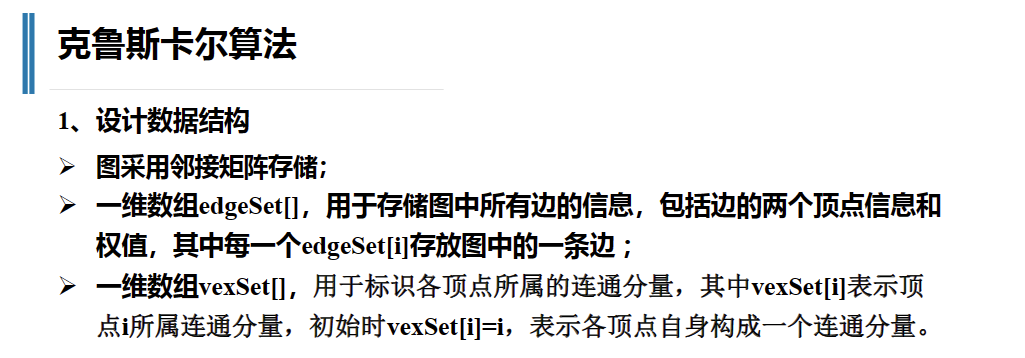 克鲁斯卡尔算法
1、设计数据结构
➢ 图采用邻接矩阵存储；
➢ 一维数组edgeSet[]，用于存储图中所有边的信息，包括边的两个顶点信息和
权值，其中每一个edgeSet[i]存放图中的一条边；
➢ 一维数组vexSet[]，用于标识各顶点所属的连通分量，其中vexSet[i]表示顶
点i所属连通分量，初始时vexSet[i]=i，表示各顶点自身构成一个连通分量。